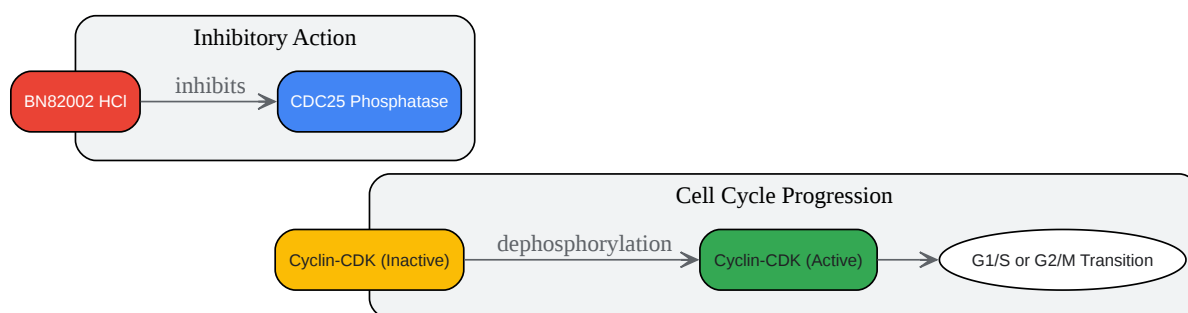 Inhibitory Action
BN82002 HCl
inhibits
CDC25 Phosphatase
Cell Cycle Progression
Cyclin-CDK (Inactive)
dephosphorylation
Cyclin-CDK (Active)
G1/S or G2/M Transition